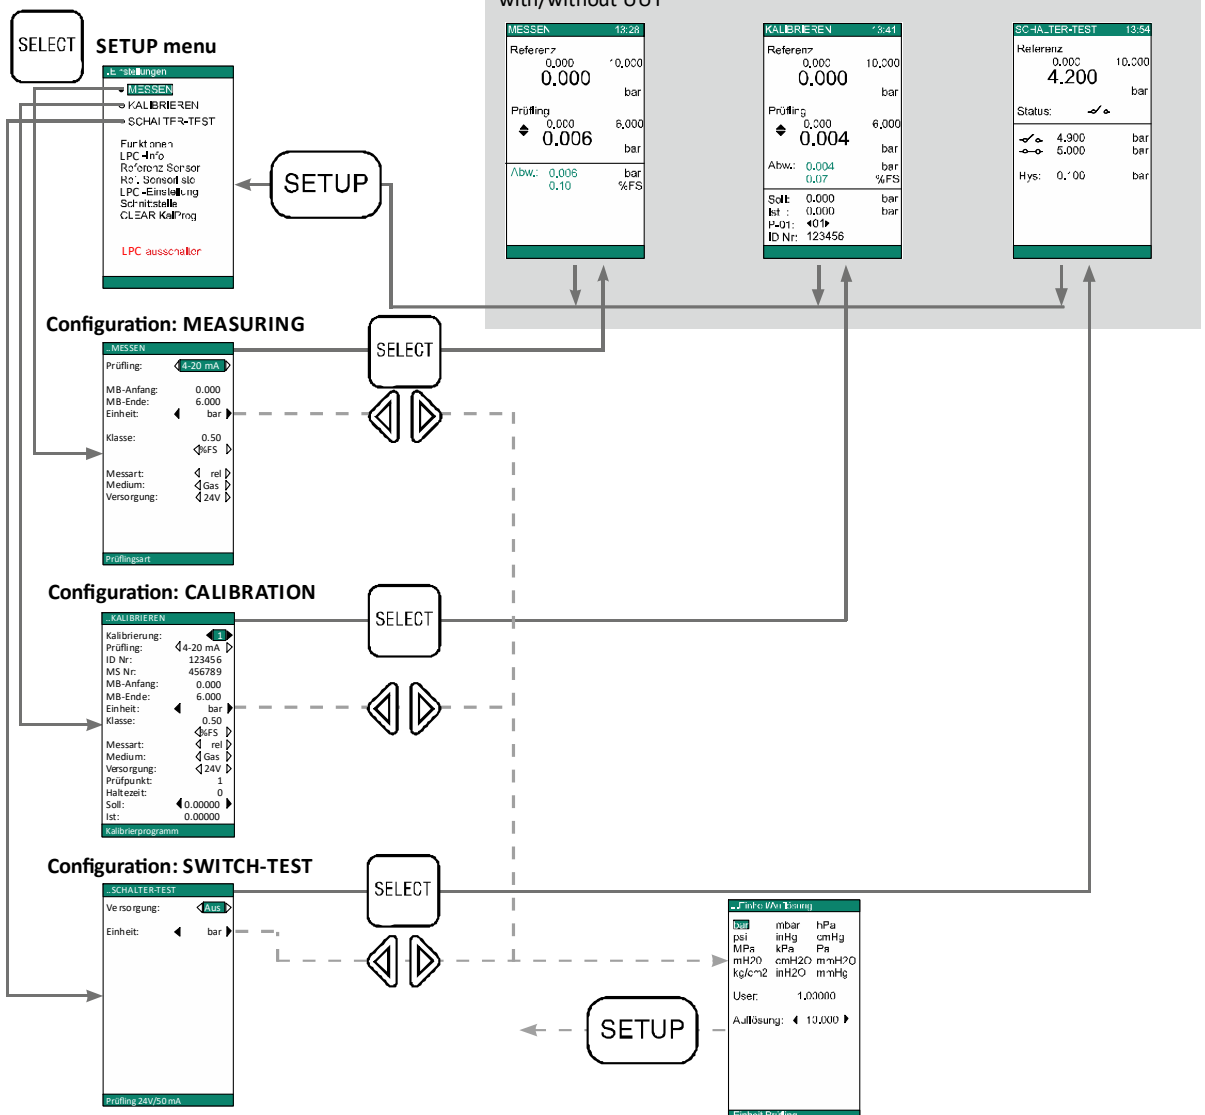 with/without UUT
SELECT
SETUP menu
MESSEN
KALIBRIEREN
SCHALTER-TEST
Funktionen
LPC-Info
Referenz Sensor
Ref. Sensorliste
LPC-Einstellung
Schnittstelle
CLEAR KalProg
LPC ausschalten
SETUP
MESSEN 13:28
Referenz
0.000 10.000
0.000
bar
Prüfling
0.000 6.000
0.006
bar
Abw.: 0.006 bar
0.10 %FS
KALIBRIEREN 13:41
Referenz
0.000 10.000
0.000
bar
Prüfling
0.000 6.000
0.004
bar
Abw.: 0.004 bar
0.07 %FS
Soll: 0.000 bar
Ist : 0.000 bar
P-01: ◂01▸
ID Nr: 123456
SCHALTER-TEST 13:54
Referenz
0.000 10.000
4.200
bar
Status:
4.900 bar
5.000 bar
Hys: 0.100 bar
Configuration: MEASURING
..MESSEN
Prüfling: 4-20 mA
MB-Anfang: 0.000
MB-Ende: 6.000
Einheit: bar
Klasse: 0.50
%FS
Messart: rel
Medium: Gas
Versorgung: 24V
Prüflingsart
SELECT
Configuration: CALIBRATION
..KALIBRIEREN
Kalibrierung: 1
Prüfling: 4-20 mA
ID Nr: 123456
MS Nr: 456789
MB-Anfang: 0.000
MB-Ende: 6.000
Einheit: bar
Klasse: 0.50
%FS
Messart: rel
Medium: Gas
Versorgung: 24V
Prüfpunkt: 1
Haltezeit: 0
Soll: 0.00000
Ist: 0.00000
Kalibrierprogramm
SELECT
Configuration: SWITCH-TEST
..SCHALTER-TEST
Versorgung: Aus
Einheit: bar
Prüfling 24V/50 mA
SELECT
SETUP
..Einheit/Auflösung
bar mbar hPa
psi inHg cmHg
MPa kPa Pa
mH2O cmH2O mmH2O
kg/cm2 inH2O mmHg
User: 1.00000
Auflösung: 10.000
Einheit Prüfling